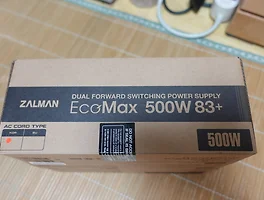 DUAL FORWARD SWITCHING POWER SUPPLY
ZALMAN
EcoMax 500W 83+
AC CORD TYPE
500W